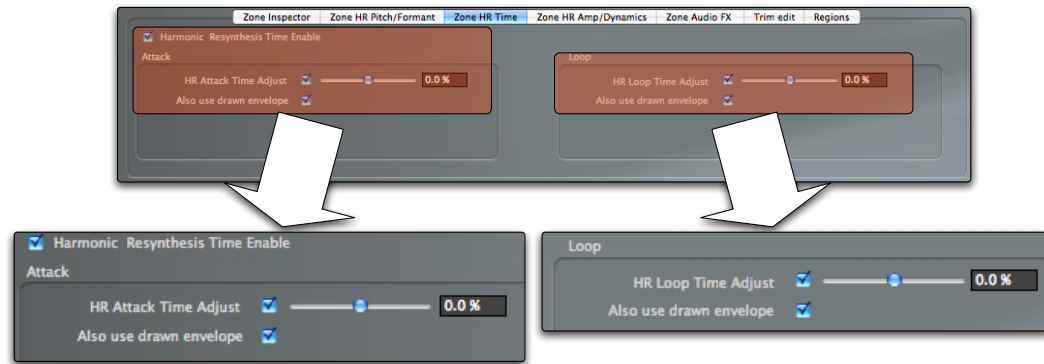 Zone Inspector Zone HR Pitch/Formant Zone HR Time Zone HR Amp/Dynamics Zone Audio FX Trim edit Regions
Harmonic Resynthesis Time Enable
Attack
HR Attack Time Adjust 0.0 %
Also use drawn envelope
Loop
HR Loop Time Adjust 0.0 %
Also use drawn envelope
Harmonic Resynthesis Time Enable
Attack
HR Attack Time Adjust 0.0 %
Also use drawn envelope
Loop
HR Loop Time Adjust 0.0 %
Also use drawn envelope